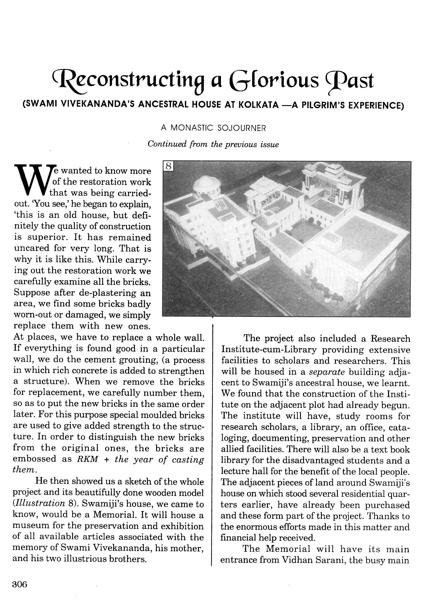 Reconstructing a Glorious Past
(SWAMI VIVEKANANDA'S ANCESTRAL HOUSE AT KOLKATA —A PILGRIM'S EXPERIENCE)
A MONASTIC SOJOURNER
Continued from the previous issue
We wanted to know more
of the restoration work
that was being carried-
out. 'You see,' he began to explain,
'this is an old house, but defi-
nitely the quality of construction
is superior. It has remained
uncared for very long. That is
why it is like this. While carry-
ing out the restoration work we
carefully examine all the bricks.
Suppose after de-plastering an
area, we find some bricks badly
worn-out or damaged, we simply
replace them with new ones.
At places, we have to replace a whole wall.
If everything is found good in a particular
wall, we do the cement grouting, (a process
in which rich concrete is added to strengthen
a structure). When we remove the bricks
for replacement, we carefully number them,
so as to put the new bricks in the same order
later. For this purpose special moulded bricks
are used to give added strength to the struc-
ture. In order to distinguish the new bricks
from the original ones, the bricks are
embossed as RKM + the year of casting
them.
He then showed us a sketch of the whole
project and its beautifully done wooden model
(Illustration 8). Swamiji's house, we came to
know, would be a Memorial. It will house a
museum for the preservation and exhibition
of all available articles associated with the
memory of Swami Vivekananda, his mother,
and his two illustrious brothers.
8
The project also included a Research
Institute-cum-Library providing extensive
facilities to scholars and researchers. This
will be housed in a separate building adja-
cent to Swamiji's ancestral house, we learnt.
We found that the construction of the Insti-
tute on the adjacent plot had already begun.
The institute will have, study rooms for
research scholars, a library, an office, cata-
loging, documenting, preservation and other
allied facilities. There will also be a text book
library for the disadvantaged students and a
lecture hall for the benefit of the local people.
The adjacent pieces of land around Swamiji's
house on which stood several residential quar-
ters earlier, have already been purchased
and these form part of the project. Thanks to
the enormous efforts made in this matter and
financial help received.
The Memorial will have its main
entrance from Vidhan Sarani, the busy main
306